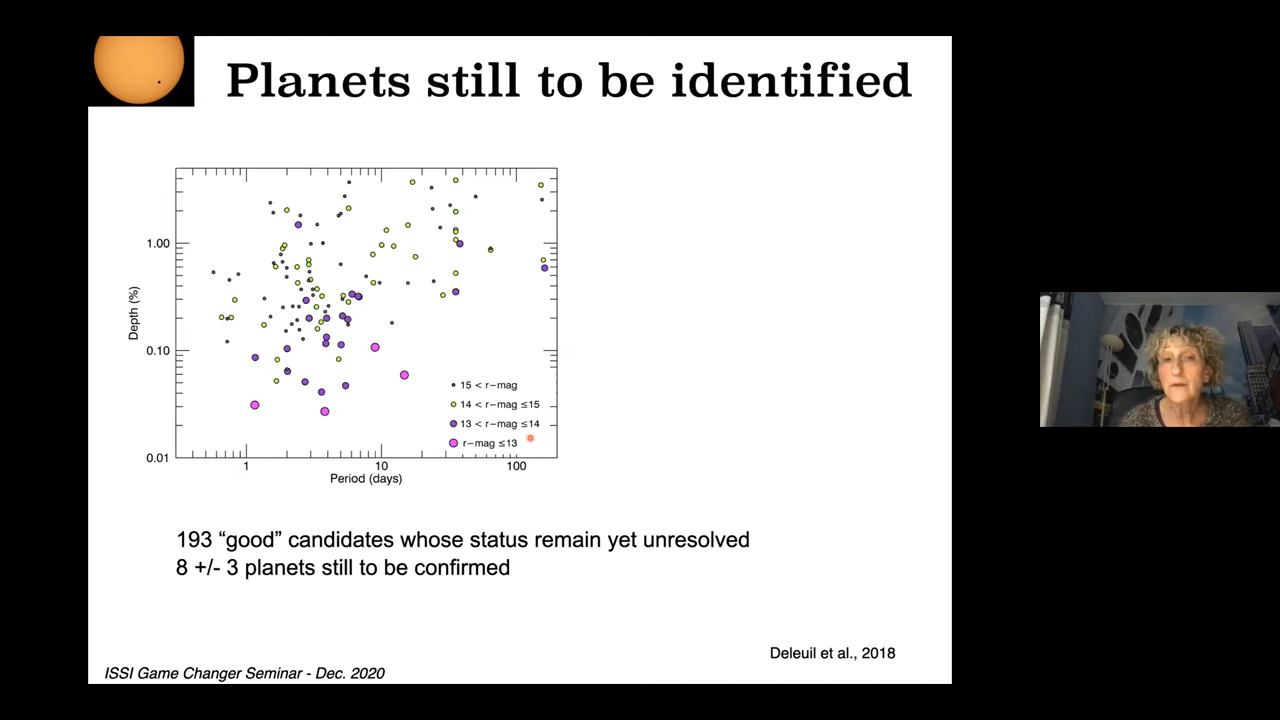 Planets still to be identified
1.00
0.10
0.01
Depth (%)
15 < r−mag
14 < r−mag ≤15
13 < r−mag ≤14
r−mag ≤13
1
10
100
Period (days)
193 “good” candidates whose status remain yet unresolved
8 +/- 3 planets still to be confirmed
Deleuil et al., 2018
ISSI Game Changer Seminar - Dec. 2020